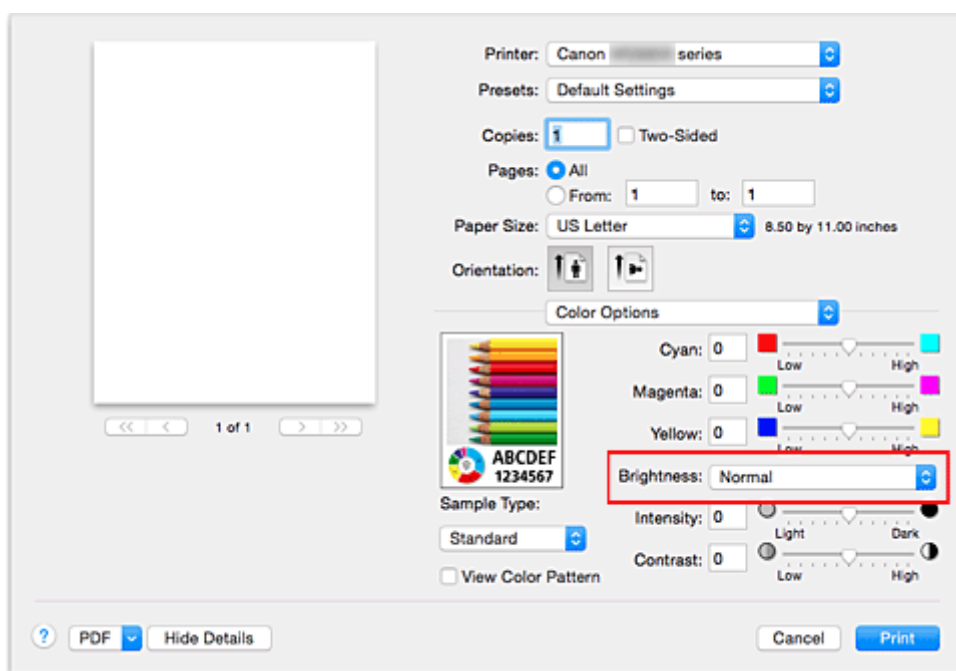 Printer: Canon series
Presets: Default Settings
Copies: 1 Two-Sided
Pages: All
From: 1 to: 1
Paper Size: US Letter 8.50 by 11.00 inches
Orientation:
Color Options
Cyan: 0
Low High
Magenta: 0
Low High
Yellow: 0
Low High
Brightness: Normal
Intensity: 0
Light Dark
Contrast: 0
Low High
ABCDEF
1234567
Sample Type:
Standard
View Color Pattern
<< < 1 of 1 > >>
? PDF Hide Details Cancel Print